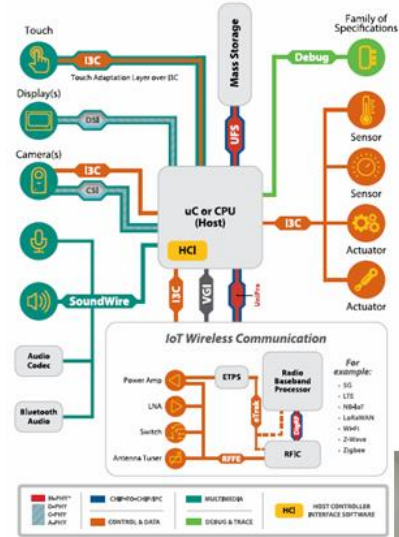 Touch
I3C
Touch Adaptation Layer over I3C
Display(s)
DSI
Camera(s)
I3C
CSI
SoundWire
Audio
Codec
Bluetooth
Audio
Mass Storage
UFS
uC or CPU
(Host)
HCI
I3C
VGI
UniPro
Debug
Family of
Specifications
Sensor
Sensor
I3C
Actuator
Actuator
IoT Wireless Communication
Power Amp
LNA
Switch
Antenna Tuner
ETPS
eTrak
Radio
Baseband
Processor
DigRF
RFIC
RFFE
For
example:
- 5G
- LTE
- NB-IoT
- LoRaWAN
- Wi-Fi
- Z-Wave
- Zigbee
M-PHY®
D-PHY
C-PHY
A-PHY
CHIP-TO-CHIP/IPC
CONTROL & DATA
MULTIMEDIA
DEBUG & TRACE
HCI
HOST CONTROLLER
INTERFACE SOFTWARE